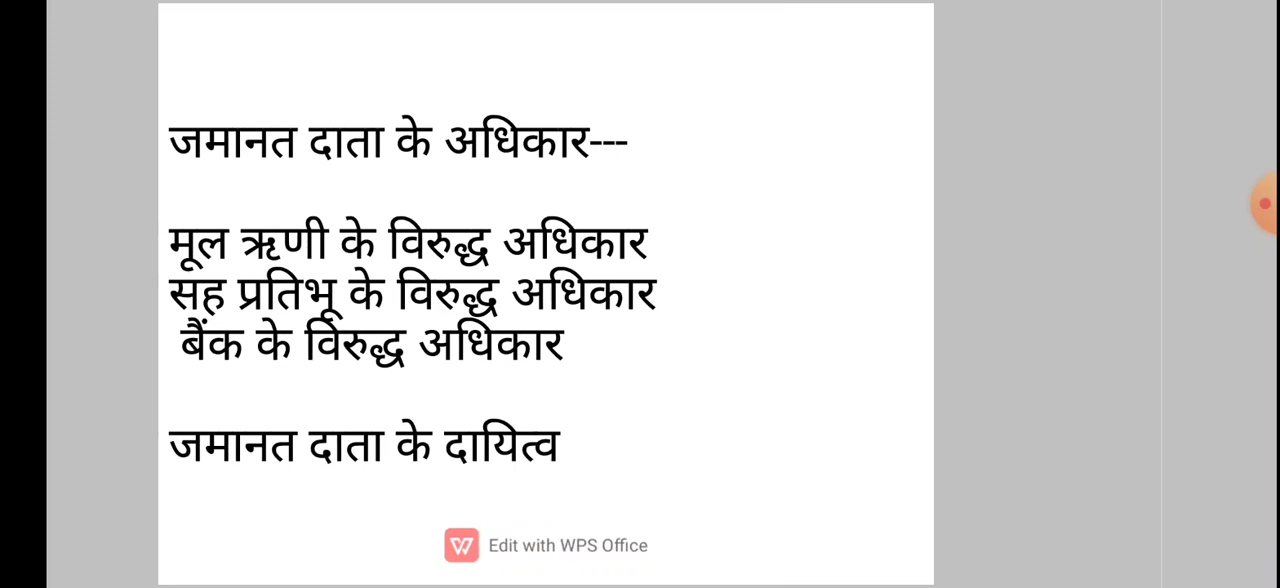 जमानत दाता के अधिकार---
मूल ऋणी के विरुद्ध अधिकार
सह प्रतिभू के विरुद्ध अधिकार
बैंक के विरुद्ध अधिकार
जमानत दाता के दायित्व
Edit with WPS Office